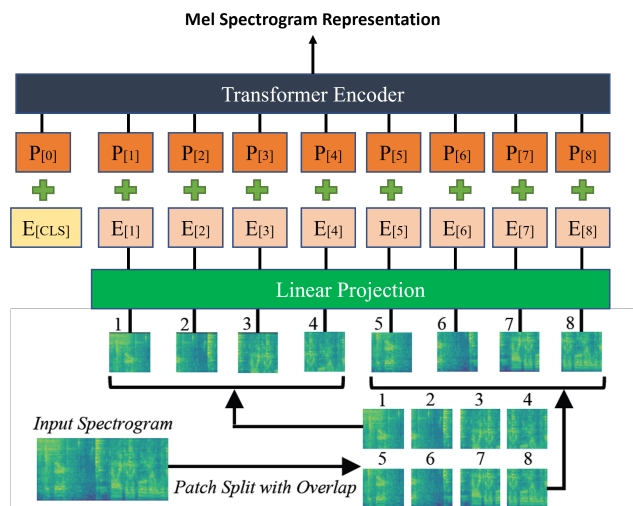 Mel Spectrogram Representation
Transformer Encoder
P[0] P[1] P[2] P[3] P[4] P[5] P[6] P[7] P[8]
E[CLS] E[1] E[2] E[3] E[4] E[5] E[6] E[7] E[8]
Linear Projection
1 2 3 4 5 6 7 8
1 2 3 4
Input Spectrogram
5 6 7 8
Patch Split with Overlap